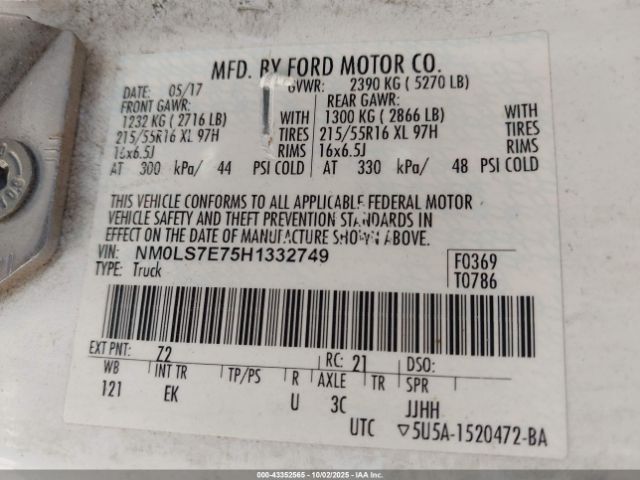 MFD. BY FORD MOTOR CO.
DATE: 05/17 GVWR: 2390 KG ( 5270 LB)
FRONT GAWR: REAR GAWR:
1232 KG ( 2716 LB) WITH 1300 KG ( 2866 LB) WITH
215/55R16 XL 97H TIRES 215/55R16 XL 97H TIRES
16x6.5J RIMS 16x6.5J RIMS
AT 300 kPa/ 44 PSI COLD AT 330 kPa/ 48 PSI COLD
THIS VEHICLE CONFORMS TO ALL APPLICABLE FEDERAL MOTOR
VEHICLE SAFETY AND THEFT PREVENTION STANDARDS IN
EFFECT ON THE DATE OF MANUFACTURE SHOWN ABOVE.
VIN: NM0LS7E75H1332749 F0369
TYPE: Truck T0786
EXT PNT: Z2 RC: 21 DSO:
WB INT TR TP/PS R AXLE TR SPR
121 EK U 3C JJHH
UTC ▽5U5A-1520472-BA
000-43352565 10/02/2025 IAAI.COM